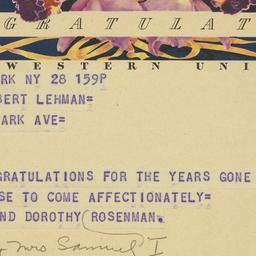 GRATULAT
WESTERN UNI
RK NY 28 159P
BERT LEHMAN=
ARK AVE=
GRATULATIONS FOR THE YEARS GONE
SE TO COME AFFECTIONATELY=
ND DOROTHY ROSENMAN.
Mrs Samuel I